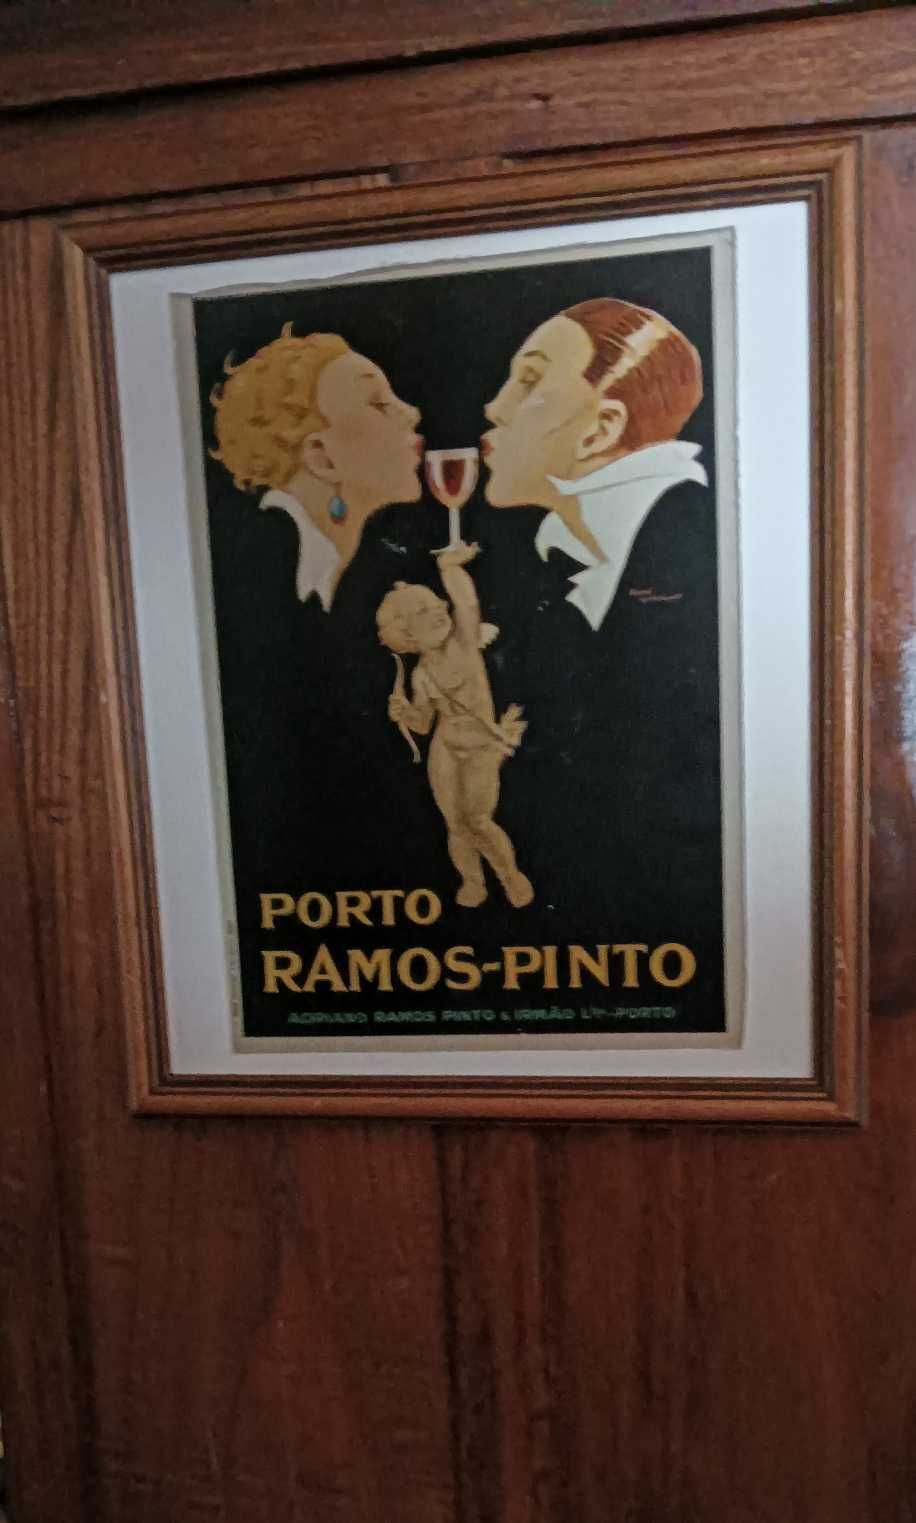 PORTO
RAMOS-PINTO
ADRIANO RAMOS PINTO & IRMÃO Lᴰᴬ-PORTO